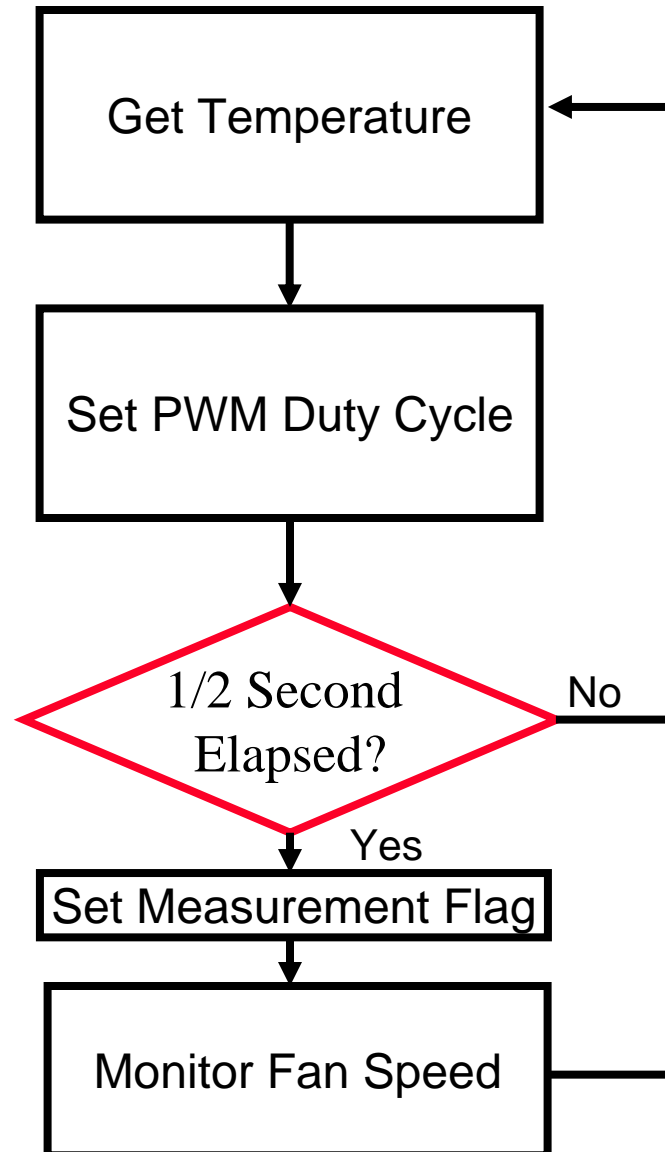 Get Temperature
Set PWM Duty Cycle
1/2 Second
Elapsed?
No
Yes
Set Measurement Flag
Monitor Fan Speed